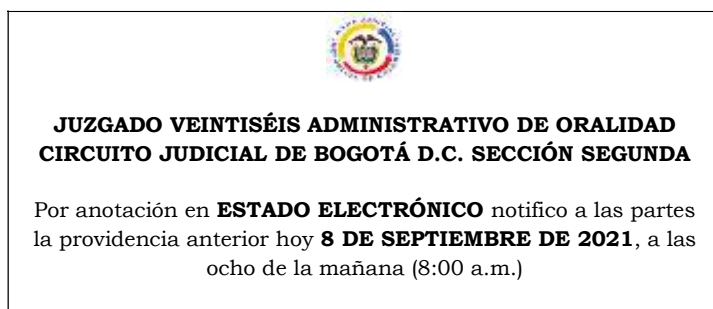 JUZGADO VEINTISÉIS ADMINISTRATIVO DE ORALIDAD
CIRCUITO JUDICIAL DE BOGOTÁ D.C. SECCIÓN SEGUNDA
Por anotación en ESTADO ELECTRÓNICO notifico a las partes
la providencia anterior hoy 8 DE SEPTIEMBRE DE 2021, a las
ocho de la mañana (8:00 a.m.)